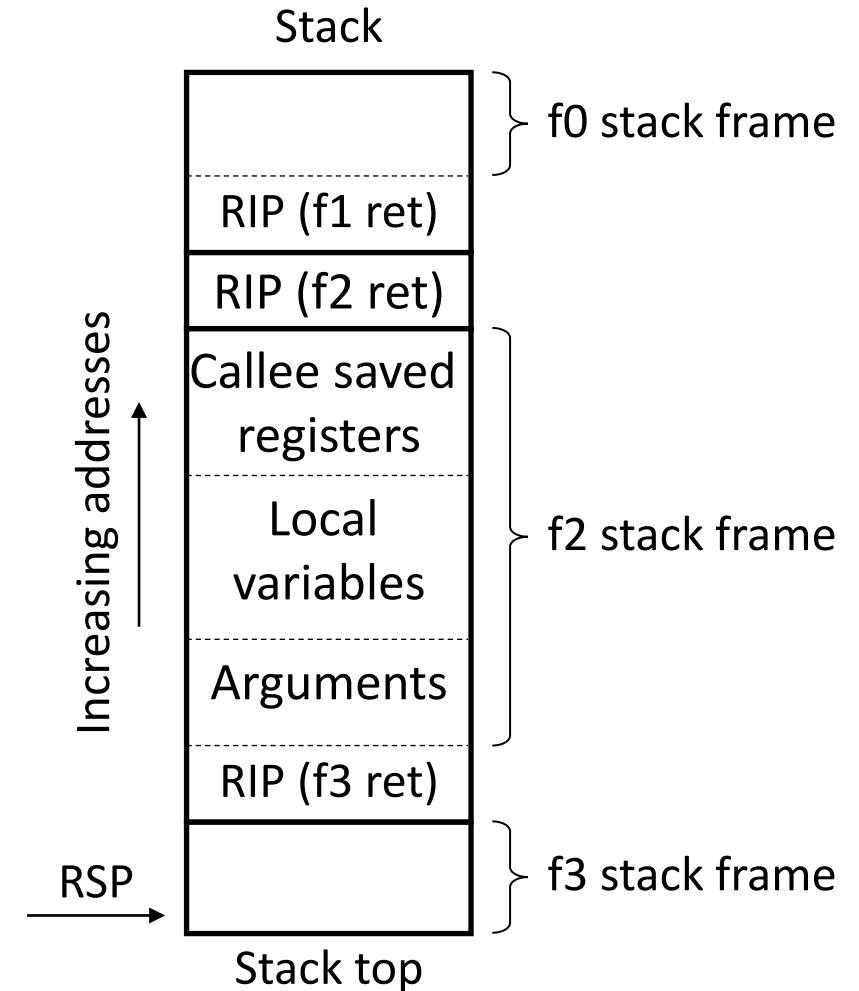 Stack
f0 stack frame
RIP (f1 ret)
RIP (f2 ret)
Increasing addresses
Callee saved
registers
Local
variables
f2 stack frame
Arguments
RIP (f3 ret)
RSP
f3 stack frame
Stack top